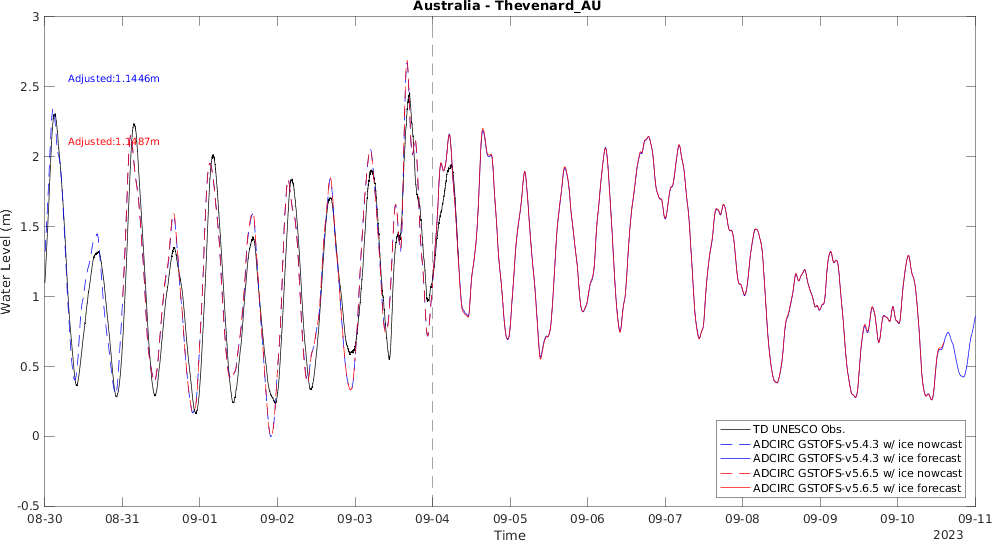 Australia - Thevenard_AU
3
2.5
2
1.5
1
0.5
0
-0.5
Water Level (m)
Adjusted:1.1446m
Adjusted:1.1487m
TD UNESCO Obs.
ADCIRC GSTOFS-v5.4.3 w/ ice nowcast
ADCIRC GSTOFS-v5.4.3 w/ ice forecast
ADCIRC GSTOFS-v5.6.5 w/ ice nowcast
ADCIRC GSTOFS-v5.6.5 w/ ice forecast
08-30 08-31 09-01 09-02 09-03 09-04 09-05 09-06 09-07 09-08 09-09 09-10 09-11
Time
2023